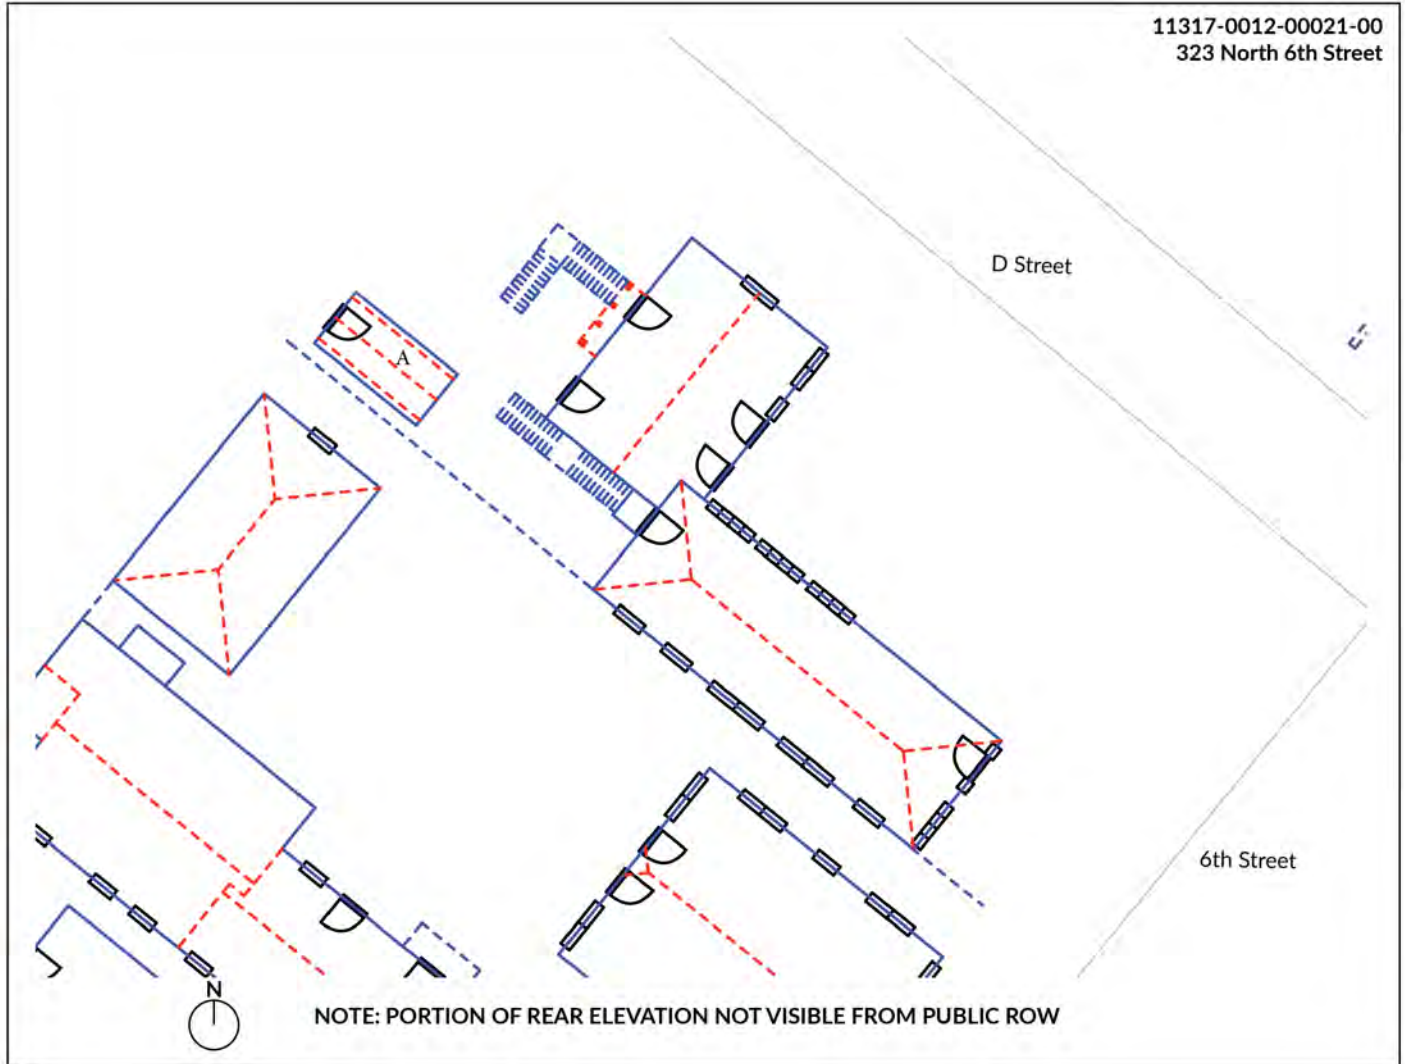 11317-0012-00021-00
323 North 6th Street
D Street
A
6th Street
N
NOTE: PORTION OF REAR ELEVATION NOT VISIBLE FROM PUBLIC ROW